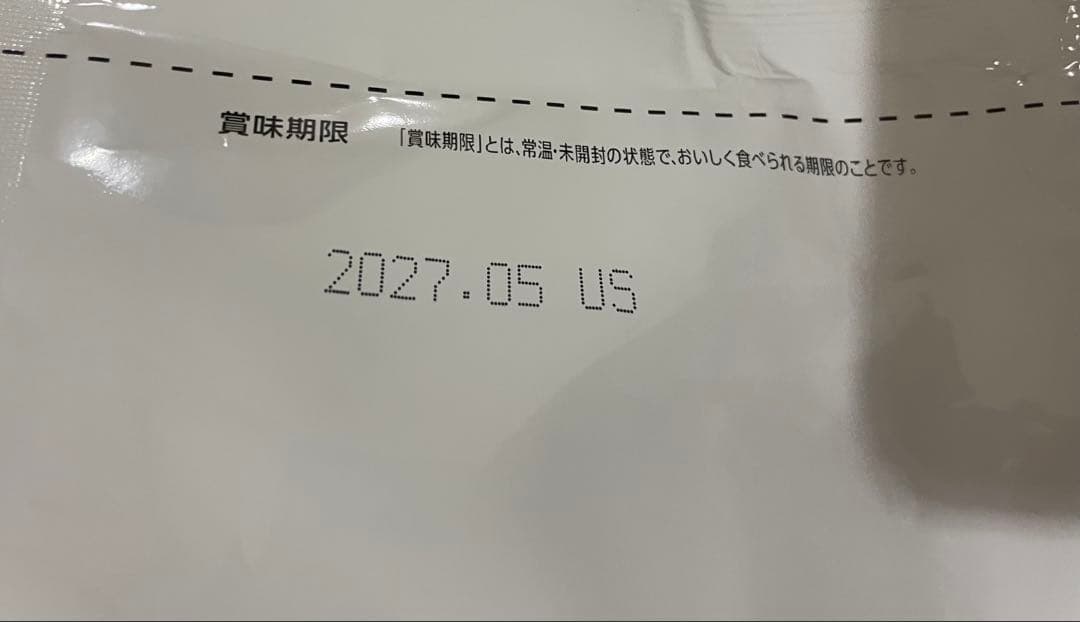 賞味期限 「賞味期限」とは、常温・未開封の状態で、おいしく食べられる期限のことです。
2027.05 US